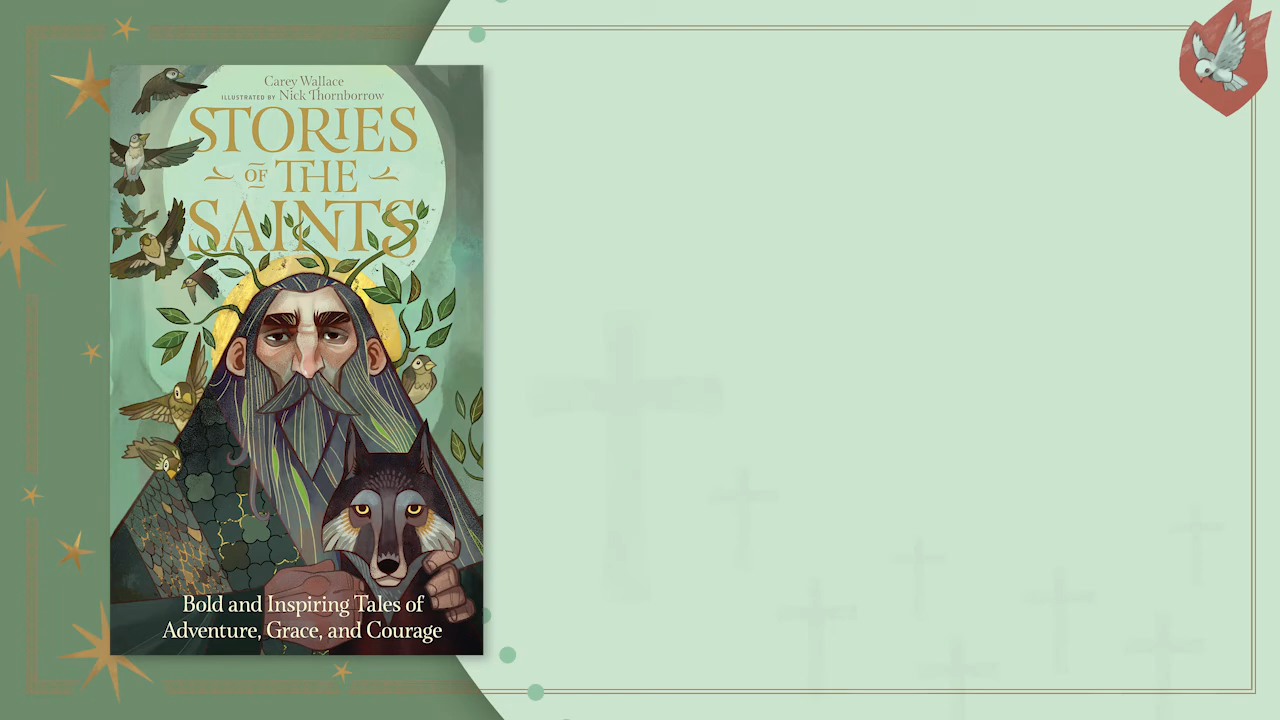 Carey Wallace
ILLUSTRATED BY Nick Thornborrow
STORIES
OF THE
SAINTS
Bold and Inspiring Tales of
Adventure, Grace, and Courage